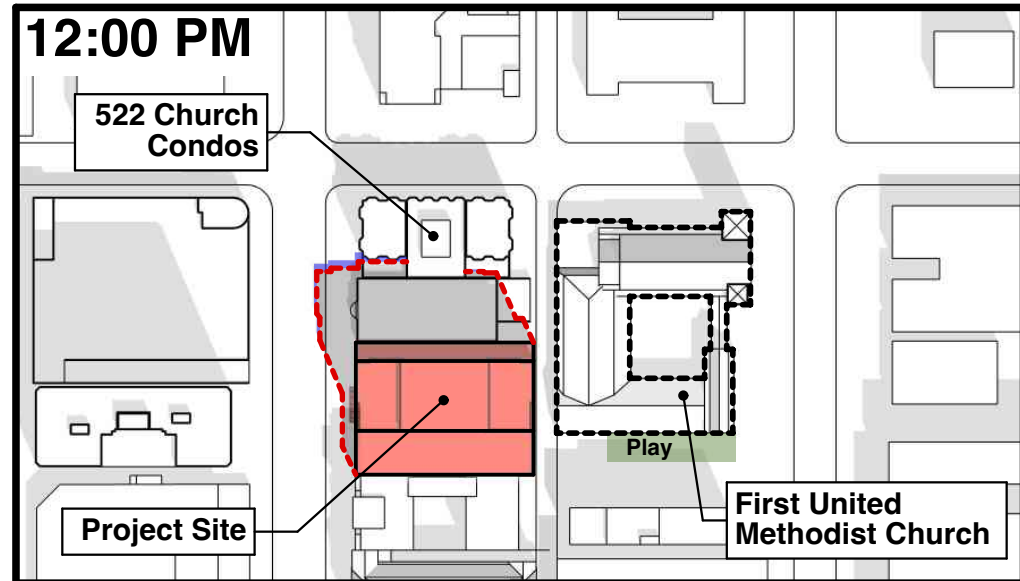 12:00 PM
522 Church
Condos
Play
First United
Methodist Church
Project Site